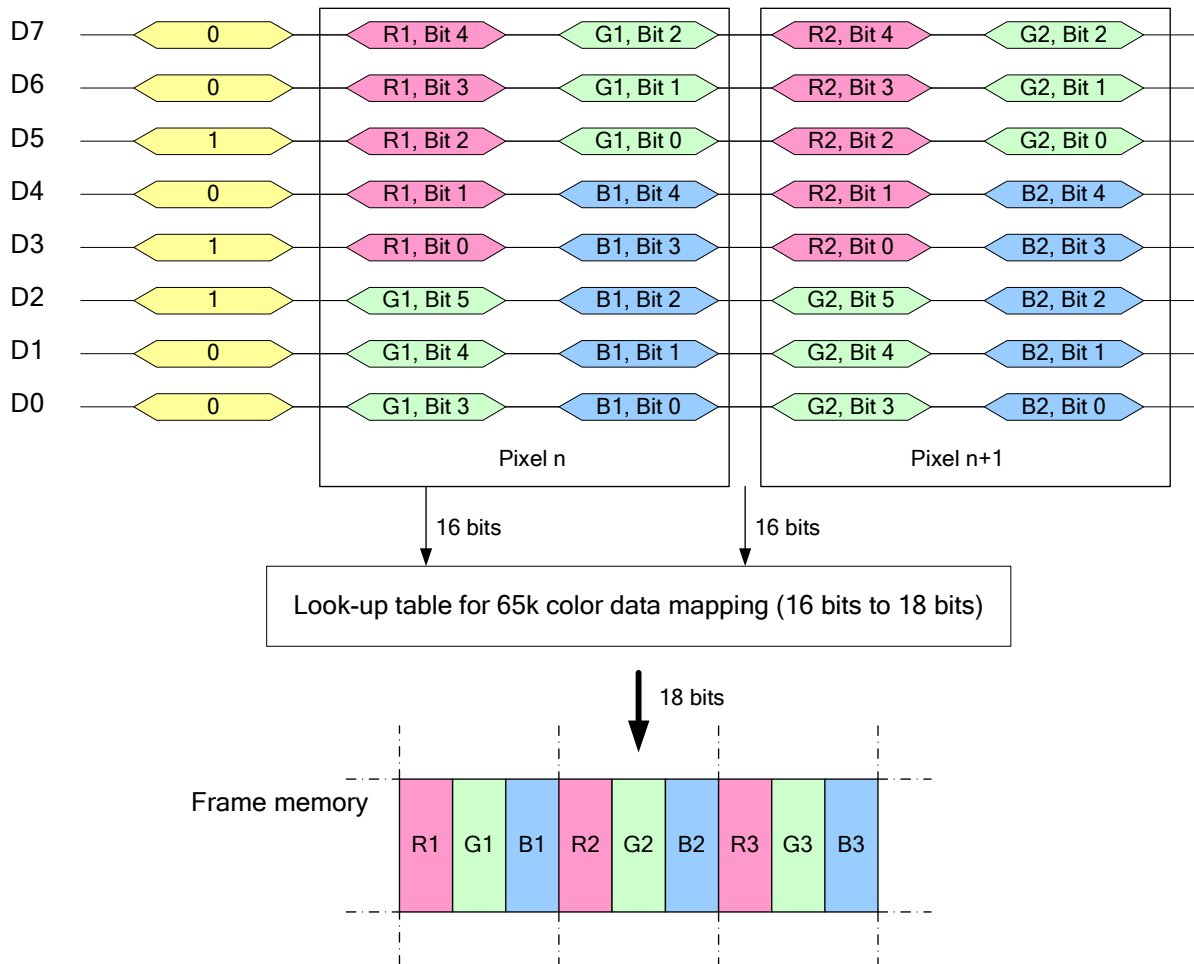 D7 0 R1, Bit 4 G1, Bit 2 R2, Bit 4 G2, Bit 2
D6 0 R1, Bit 3 G1, Bit 1 R2, Bit 3 G2, Bit 1
D5 1 R1, Bit 2 G1, Bit 0 R2, Bit 2 G2, Bit 0
D4 0 R1, Bit 1 B1, Bit 4 R2, Bit 1 B2, Bit 4
D3 1 R1, Bit 0 B1, Bit 3 R2, Bit 0 B2, Bit 3
D2 1 G1, Bit 5 B1, Bit 2 G2, Bit 5 B2, Bit 2
D1 0 G1, Bit 4 B1, Bit 1 G2, Bit 4 B2, Bit 1
D0 0 G1, Bit 3 B1, Bit 0 G2, Bit 3 B2, Bit 0
Pixel n Pixel n+1
16 bits 16 bits
Look-up table for 65k color data mapping (16 bits to 18 bits)
18 bits
Frame memory
R1 G1 B1 R2 G2 B2 R3 G3 B3